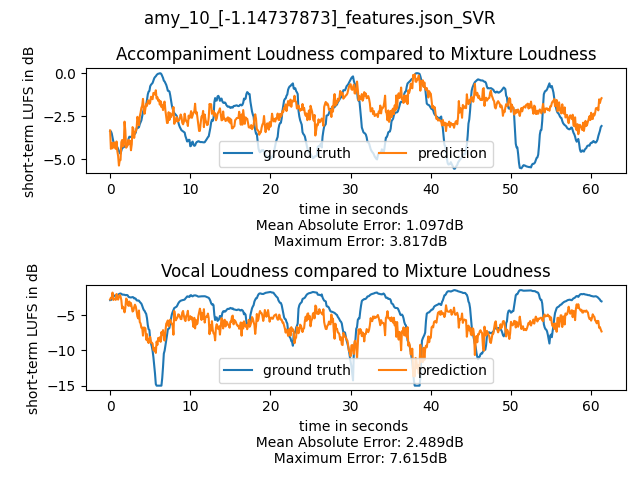 amy_10_[-1.14737873]_features.json_SVR
Accompaniment Loudness compared to Mixture Loudness
short-term LUFS in dB
0.0
−2.5
−5.0
ground truth
prediction
0
10
20
30
40
50
60
time in seconds
Mean Absolute Error: 1.097dB
Maximum Error: 3.817dB
Vocal Loudness compared to Mixture Loudness
short-term LUFS in dB
−5
−10
−15
ground truth
prediction
0
10
20
30
40
50
60
time in seconds
Mean Absolute Error: 2.489dB
Maximum Error: 7.615dB